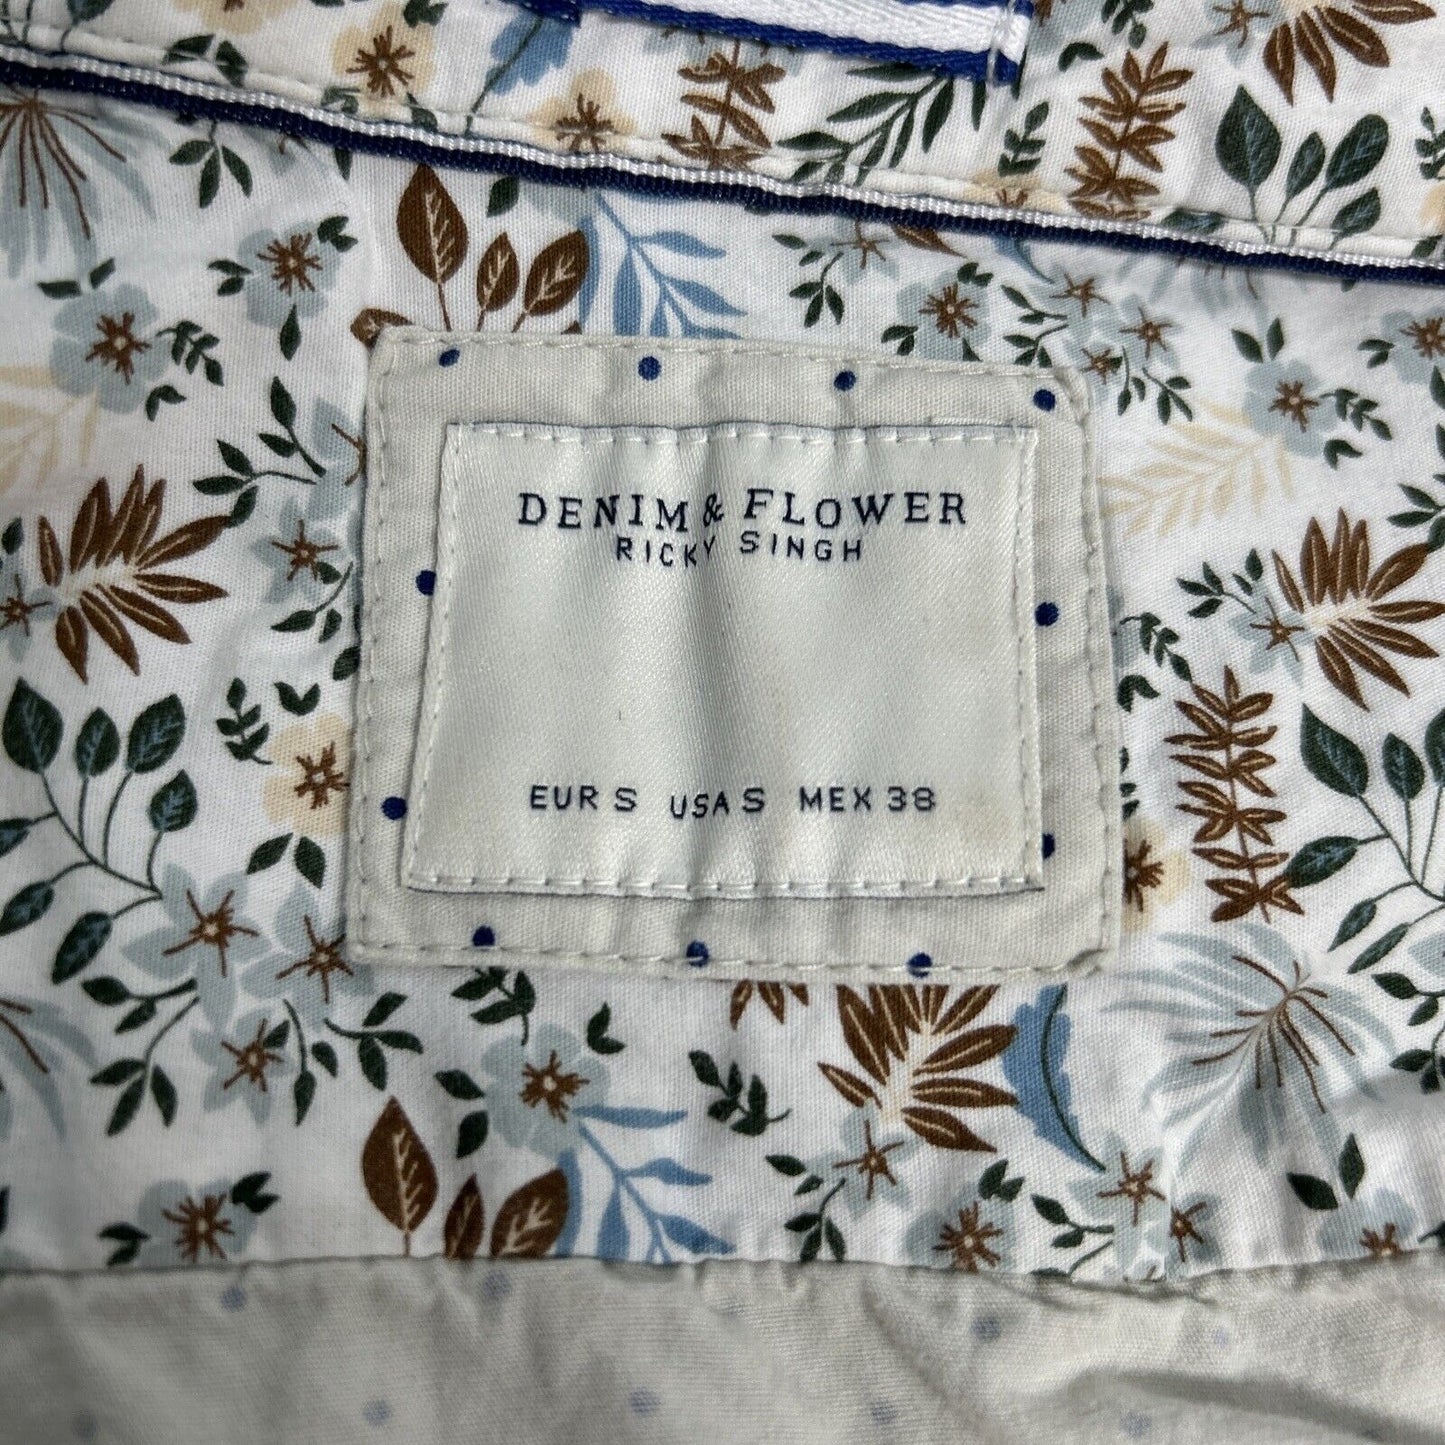 DENIM & FLOWER
RICKY SINGH
EUR S USA S MEX 38